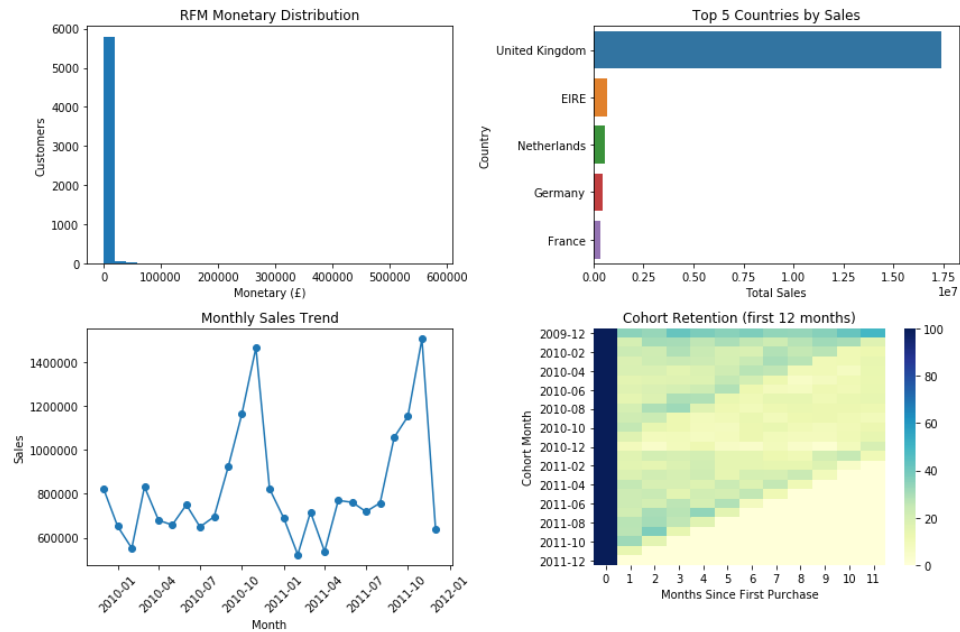 RFM Monetary Distribution
6000
5000
4000
3000
2000
1000
0
Customers
0 100000 200000 300000 400000 500000 600000
Monetary (£)
Top 5 Countries by Sales
United Kingdom
EIRE
Netherlands
Germany
France
Country
0.00 0.25 0.50 0.75 1.00 1.25 1.50 1.75
1e7
Total Sales
Monthly Sales Trend
1400000
1200000
1000000
800000
600000
Sales
2010-01 2010-04 2010-07 2010-10 2011-01 2011-04 2011-07 2011-10 2012-01
Month
Cohort Retention (first 12 months)
2009-12
2010-02
2010-04
2010-06
2010-08
2010-10
2010-12
2011-02
2011-04
2011-06
2011-08
2011-10
2011-12
Cohort Month
0 1 2 3 4 5 6 7 8 9 10 11
Months Since First Purchase
100
80
60
40
20
0